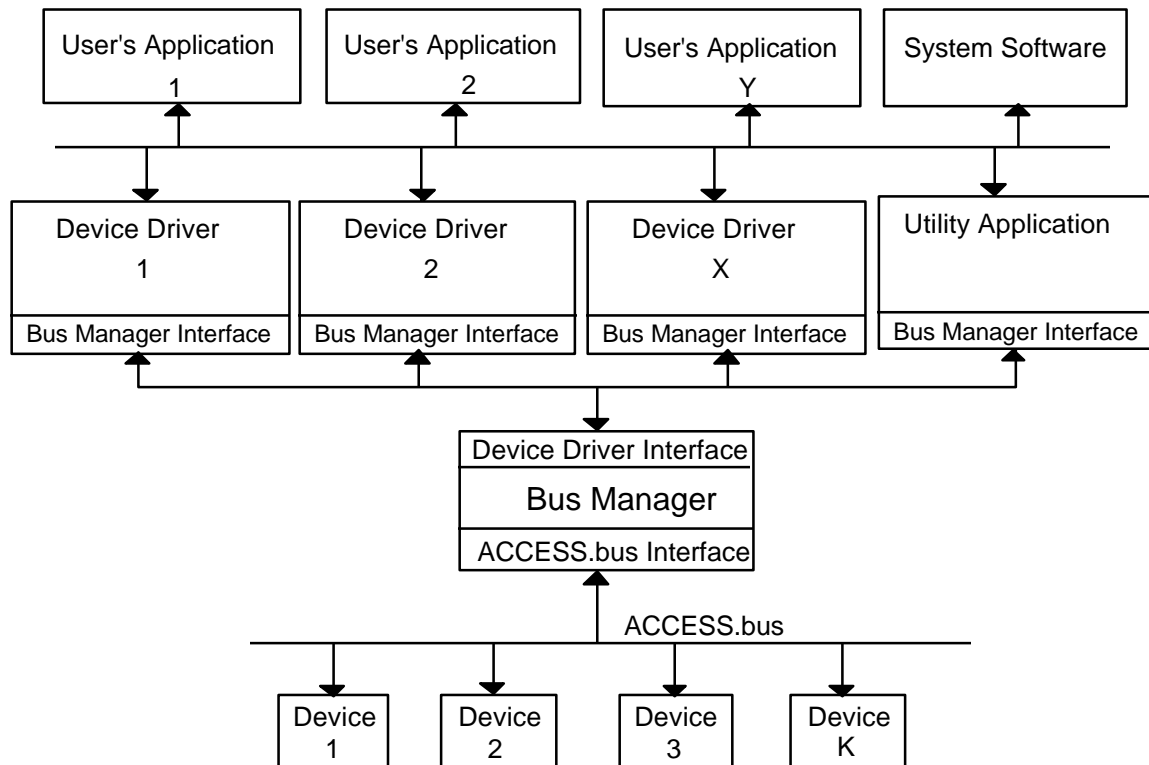 User's Application
1
User's Application
2
User's Application
Y
System Software
Device Driver
1
Bus Manager Interface
Device Driver
2
Bus Manager Interface
Device Driver
X
Bus Manager Interface
Utility Application
Bus Manager Interface
Device Driver Interface
Bus Manager
ACCESS.bus Interface
ACCESS.bus
Device
1
Device
2
Device
3
Device
K